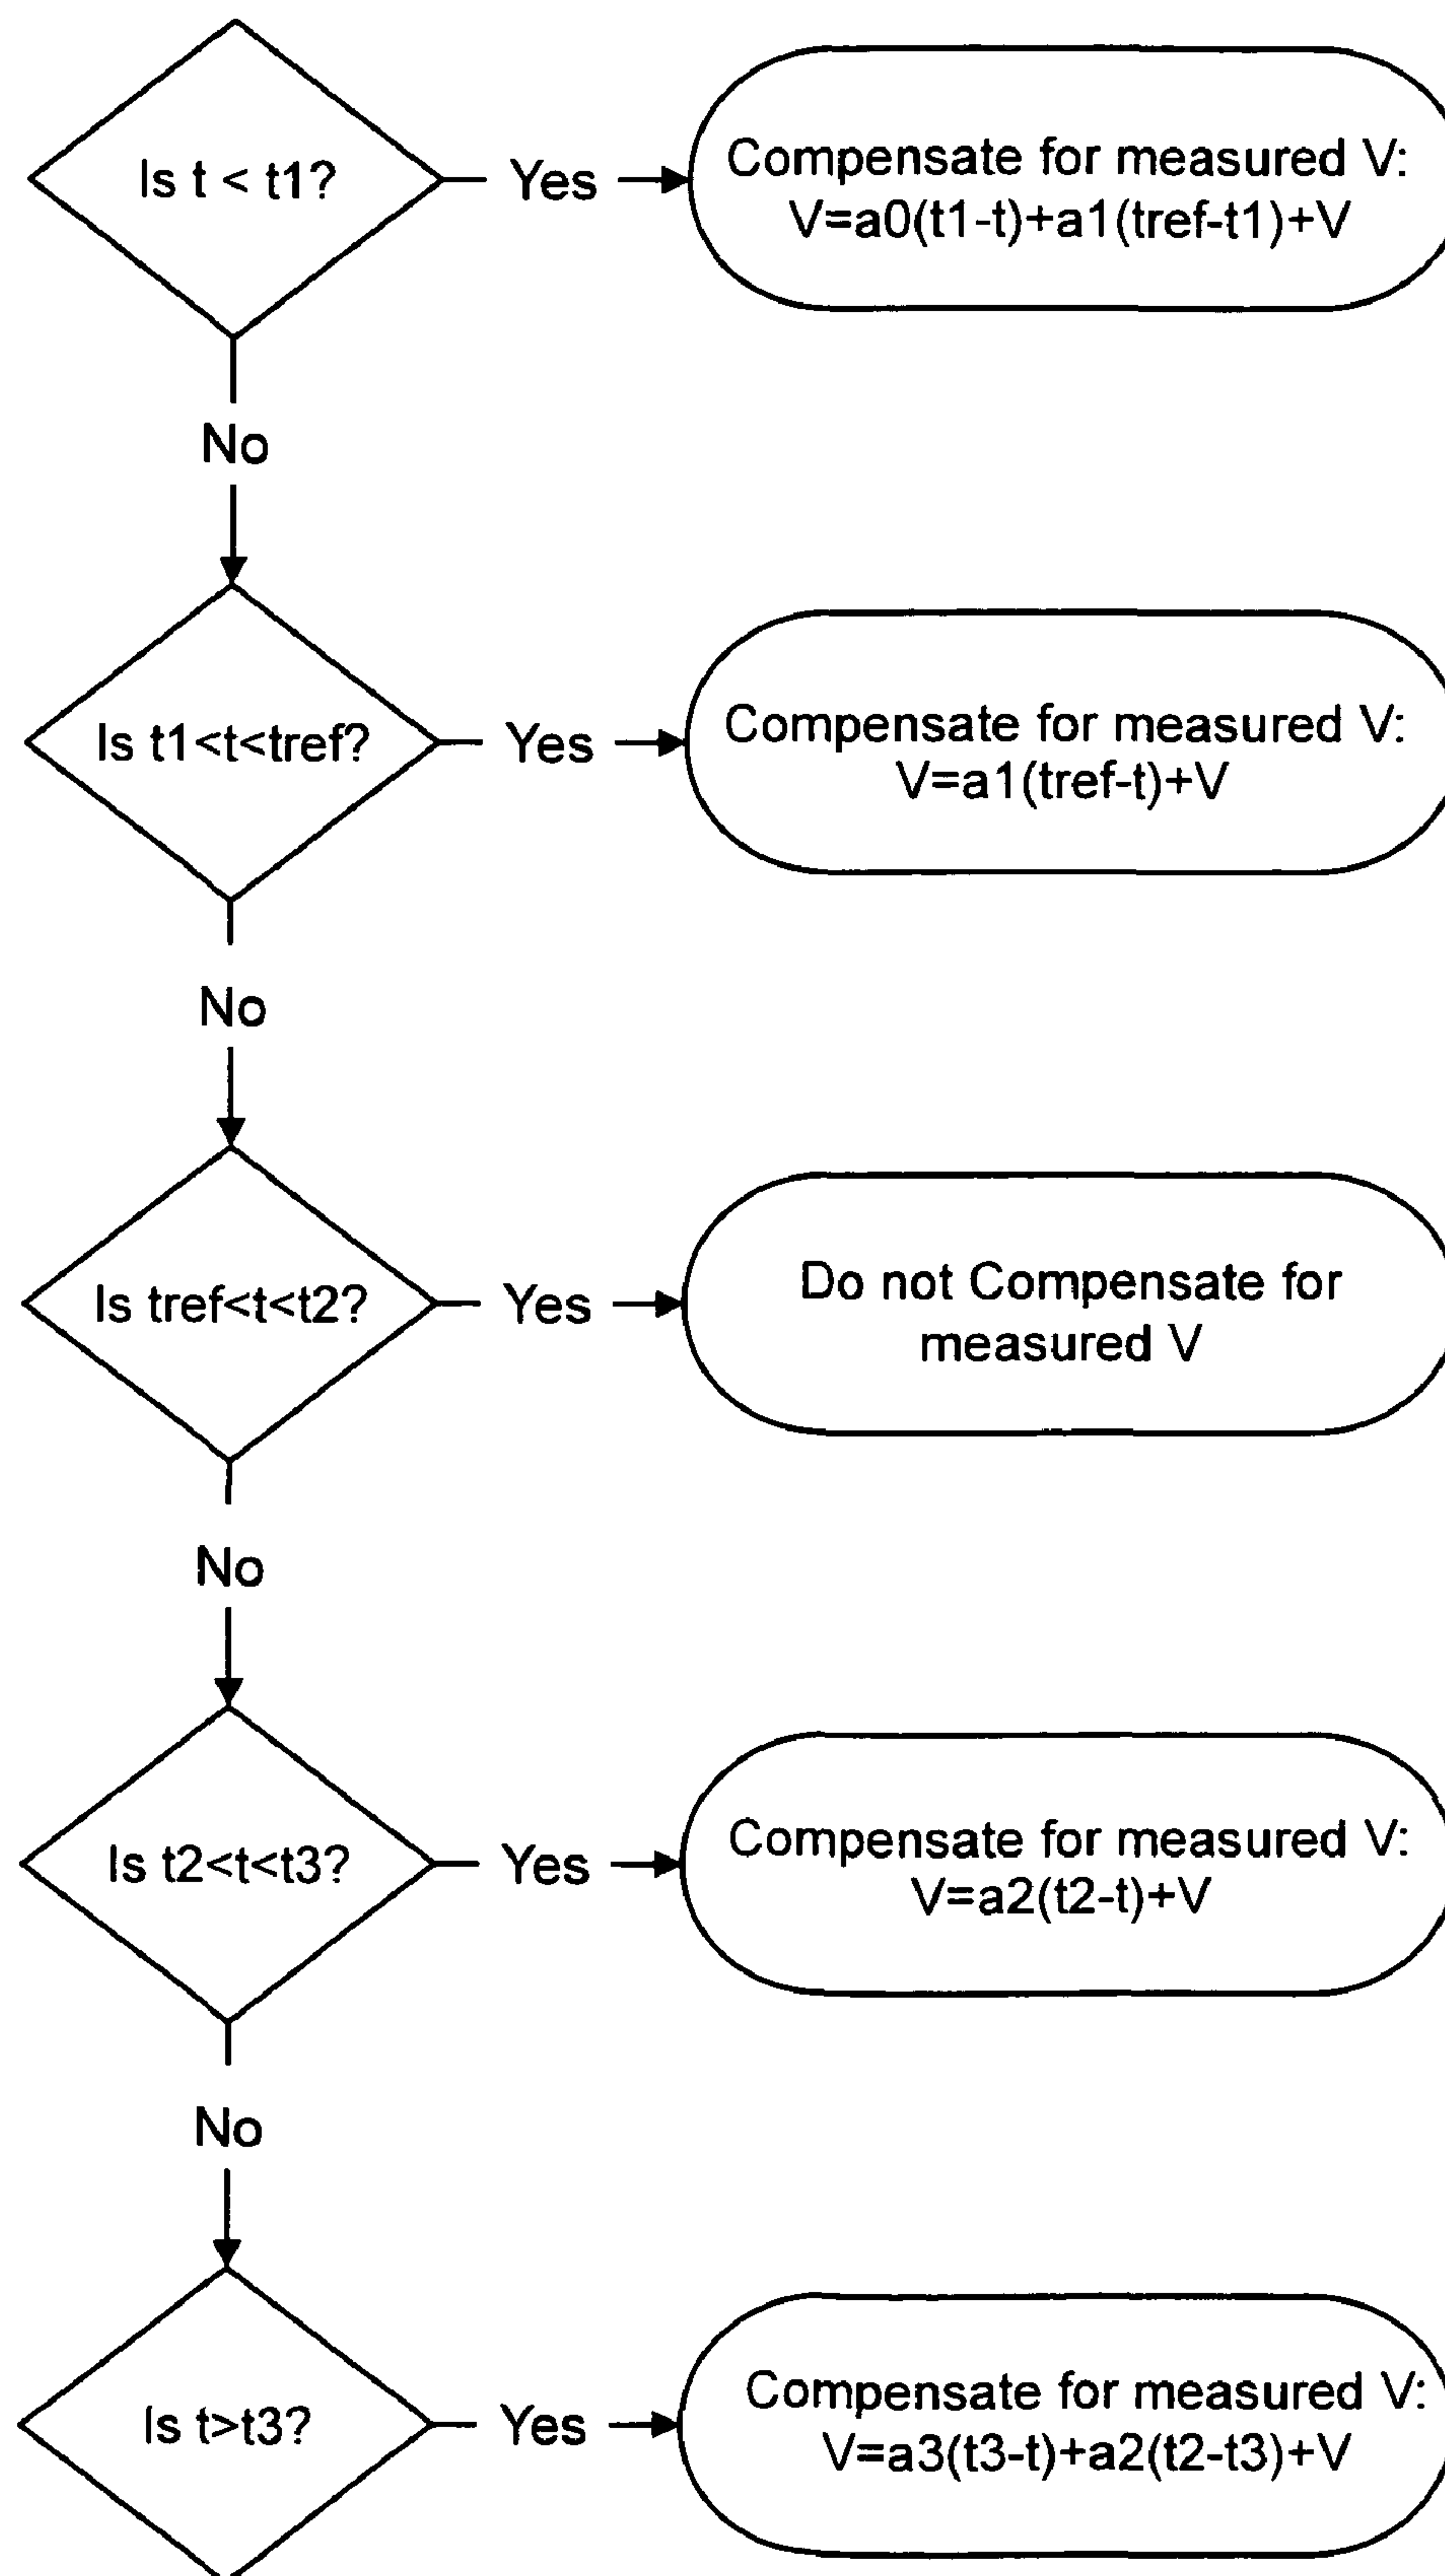 Is t < t1?
Yes
Compensate for measured V:
V=a0(t1-t)+a1(tref-t1)+V
No
Is t1<t<tref?
Yes
Compensate for measured V:
V=a1(tref-t)+V
No
Is tref<t<t2?
Yes
Do not Compensate for
measured V
No
Is t2<t<t3?
Yes
Compensate for measured V:
V=a2(t2-t)+V
No
Is t>t3?
Yes
Compensate for measured V:
V=a3(t3-t)+a2(t2-t3)+V